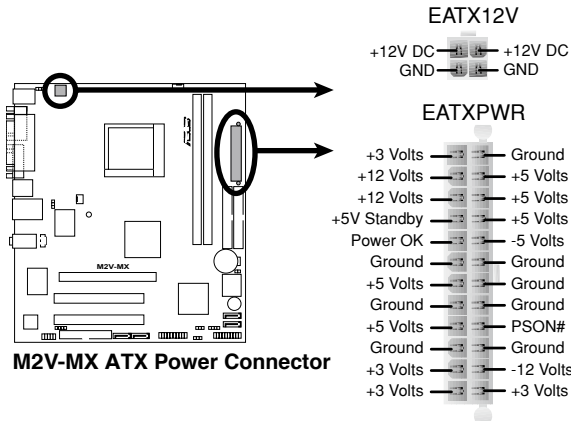 EATX12V
+12V DC +12V DC
GND GND
EATXPWR
+3 Volts Ground
+12 Volts +5 Volts
+12 Volts +5 Volts
+5V Standby +5 Volts
Power OK -5 Volts
Ground Ground
+5 Volts Ground
Ground Ground
+5 Volts PSON#
Ground Ground
+3 Volts -12 Volts
+3 Volts +3 Volts
M2V-MX
M2V-MX ATX Power Connector